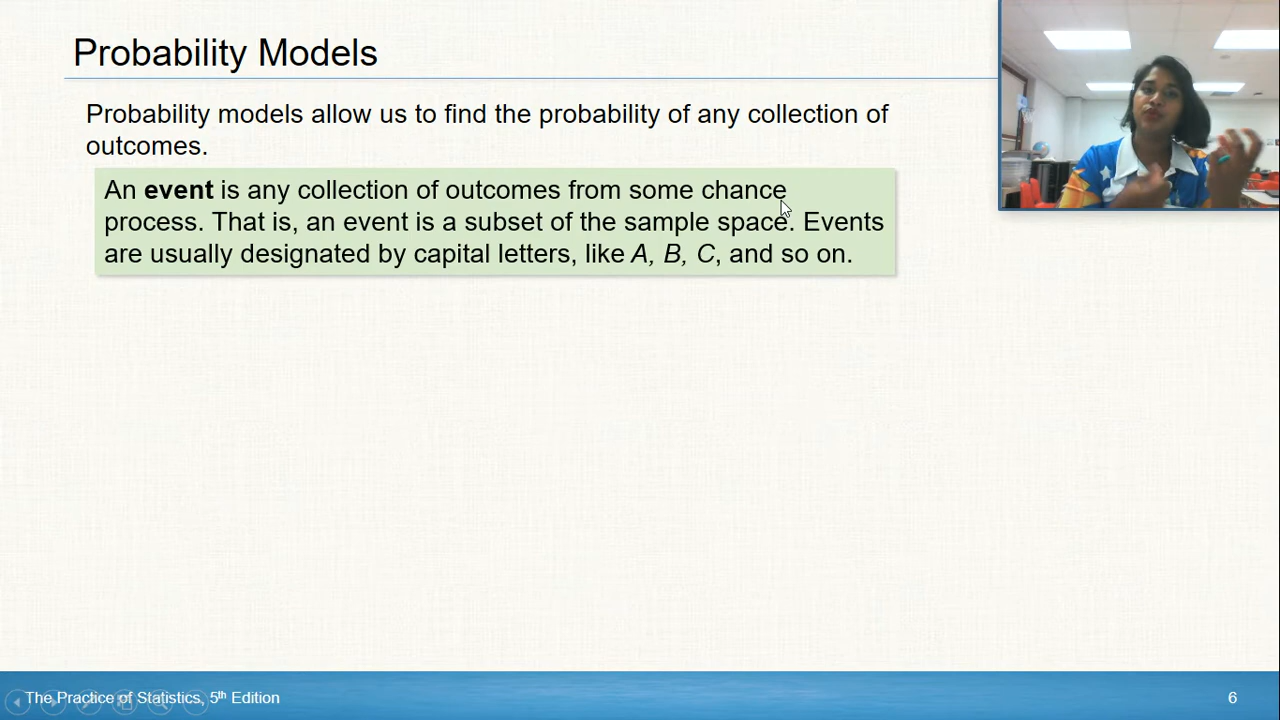 Probability Models
Probability models allow us to find the probability of any collection of
outcomes.
An event is any collection of outcomes from some chance
process. That is, an event is a subset of the sample space. Events
are usually designated by capital letters, like A, B, C, and so on.
The Practice of Statistics, 5th Edition
6